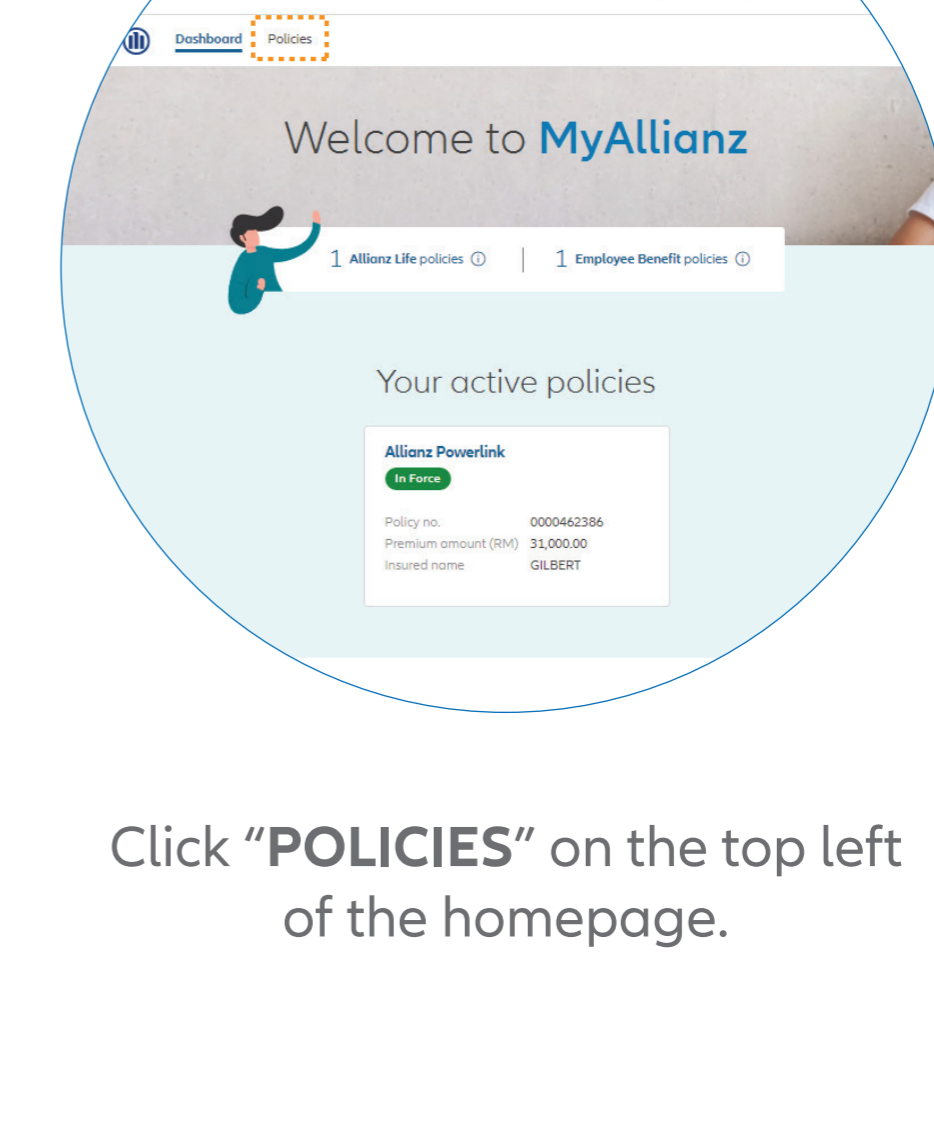 Dashboard Policies
Welcome to MyAllianz
1 Allianz Life policies 1 Employee Benefit policies
Your active policies
Allianz Powerlink
In Force
Policy no. 0000462386
Premium amount (RM) 31,000.00
Insured name GILBERT
Click “POLICIES” on the top left
of the homepage.